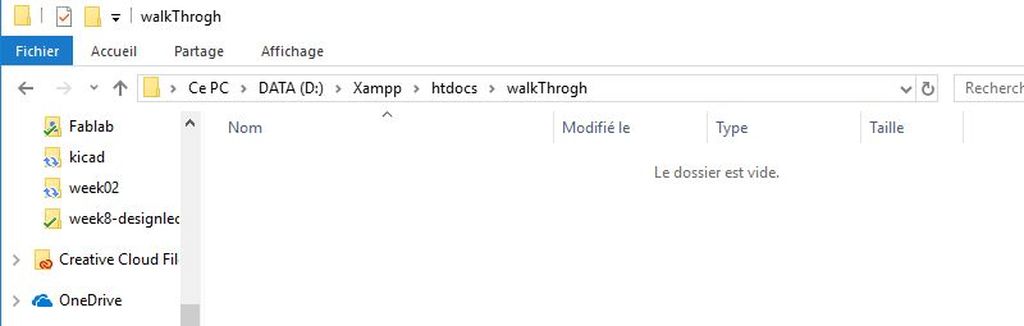 walkThrogh
Fichier Accueil Partage Affichage
Ce PC DATA (D:) Xampp htdocs walkThrogh Recherch
Nom Modifié le Type Taille
Le dossier est vide.
Fablab
kicad
week02
week8-designlec
Creative Cloud Fil
OneDrive